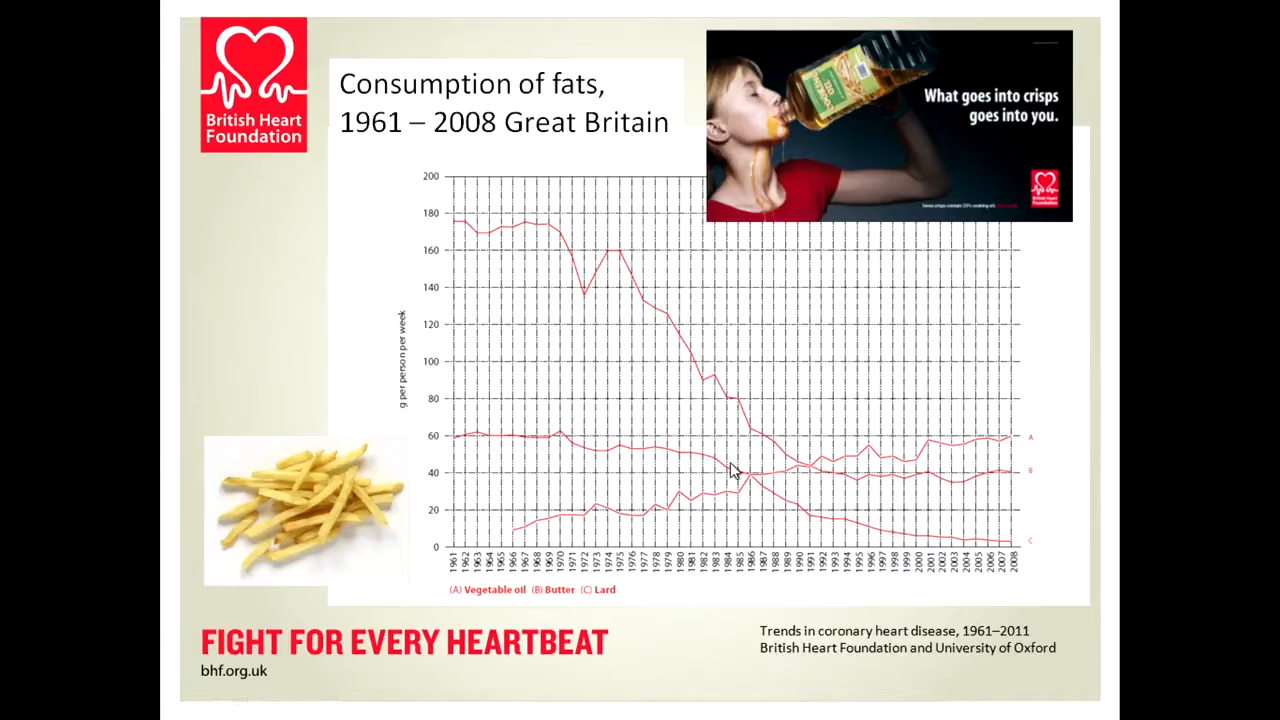 British Heart
Foundation
Consumption of fats,
1961 – 2008 Great Britain
What goes into crisps
goes into you.
British Heart
Foundation
200
180
160
140
120
100
80
60
40
20
0
g per person per week
A
B
C
1961 1962 1963 1964 1965 1966 1967 1968 1969 1970 1971 1972 1973 1974 1975 1976 1977 1978 1979 1980 1981 1982 1983 1984 1985 1986 1987 1988 1989 1990 1991 1992 1993 1994 1995 1996 1997 1998 1999 2000 2001 2002 2003 2004 2005 2006 2007 2008
(A) Vegetable oil (B) Butter (C) Lard
FIGHT FOR EVERY HEARTBEAT
bhf.org.uk
Trends in coronary heart disease, 1961–2011
British Heart Foundation and University of Oxford